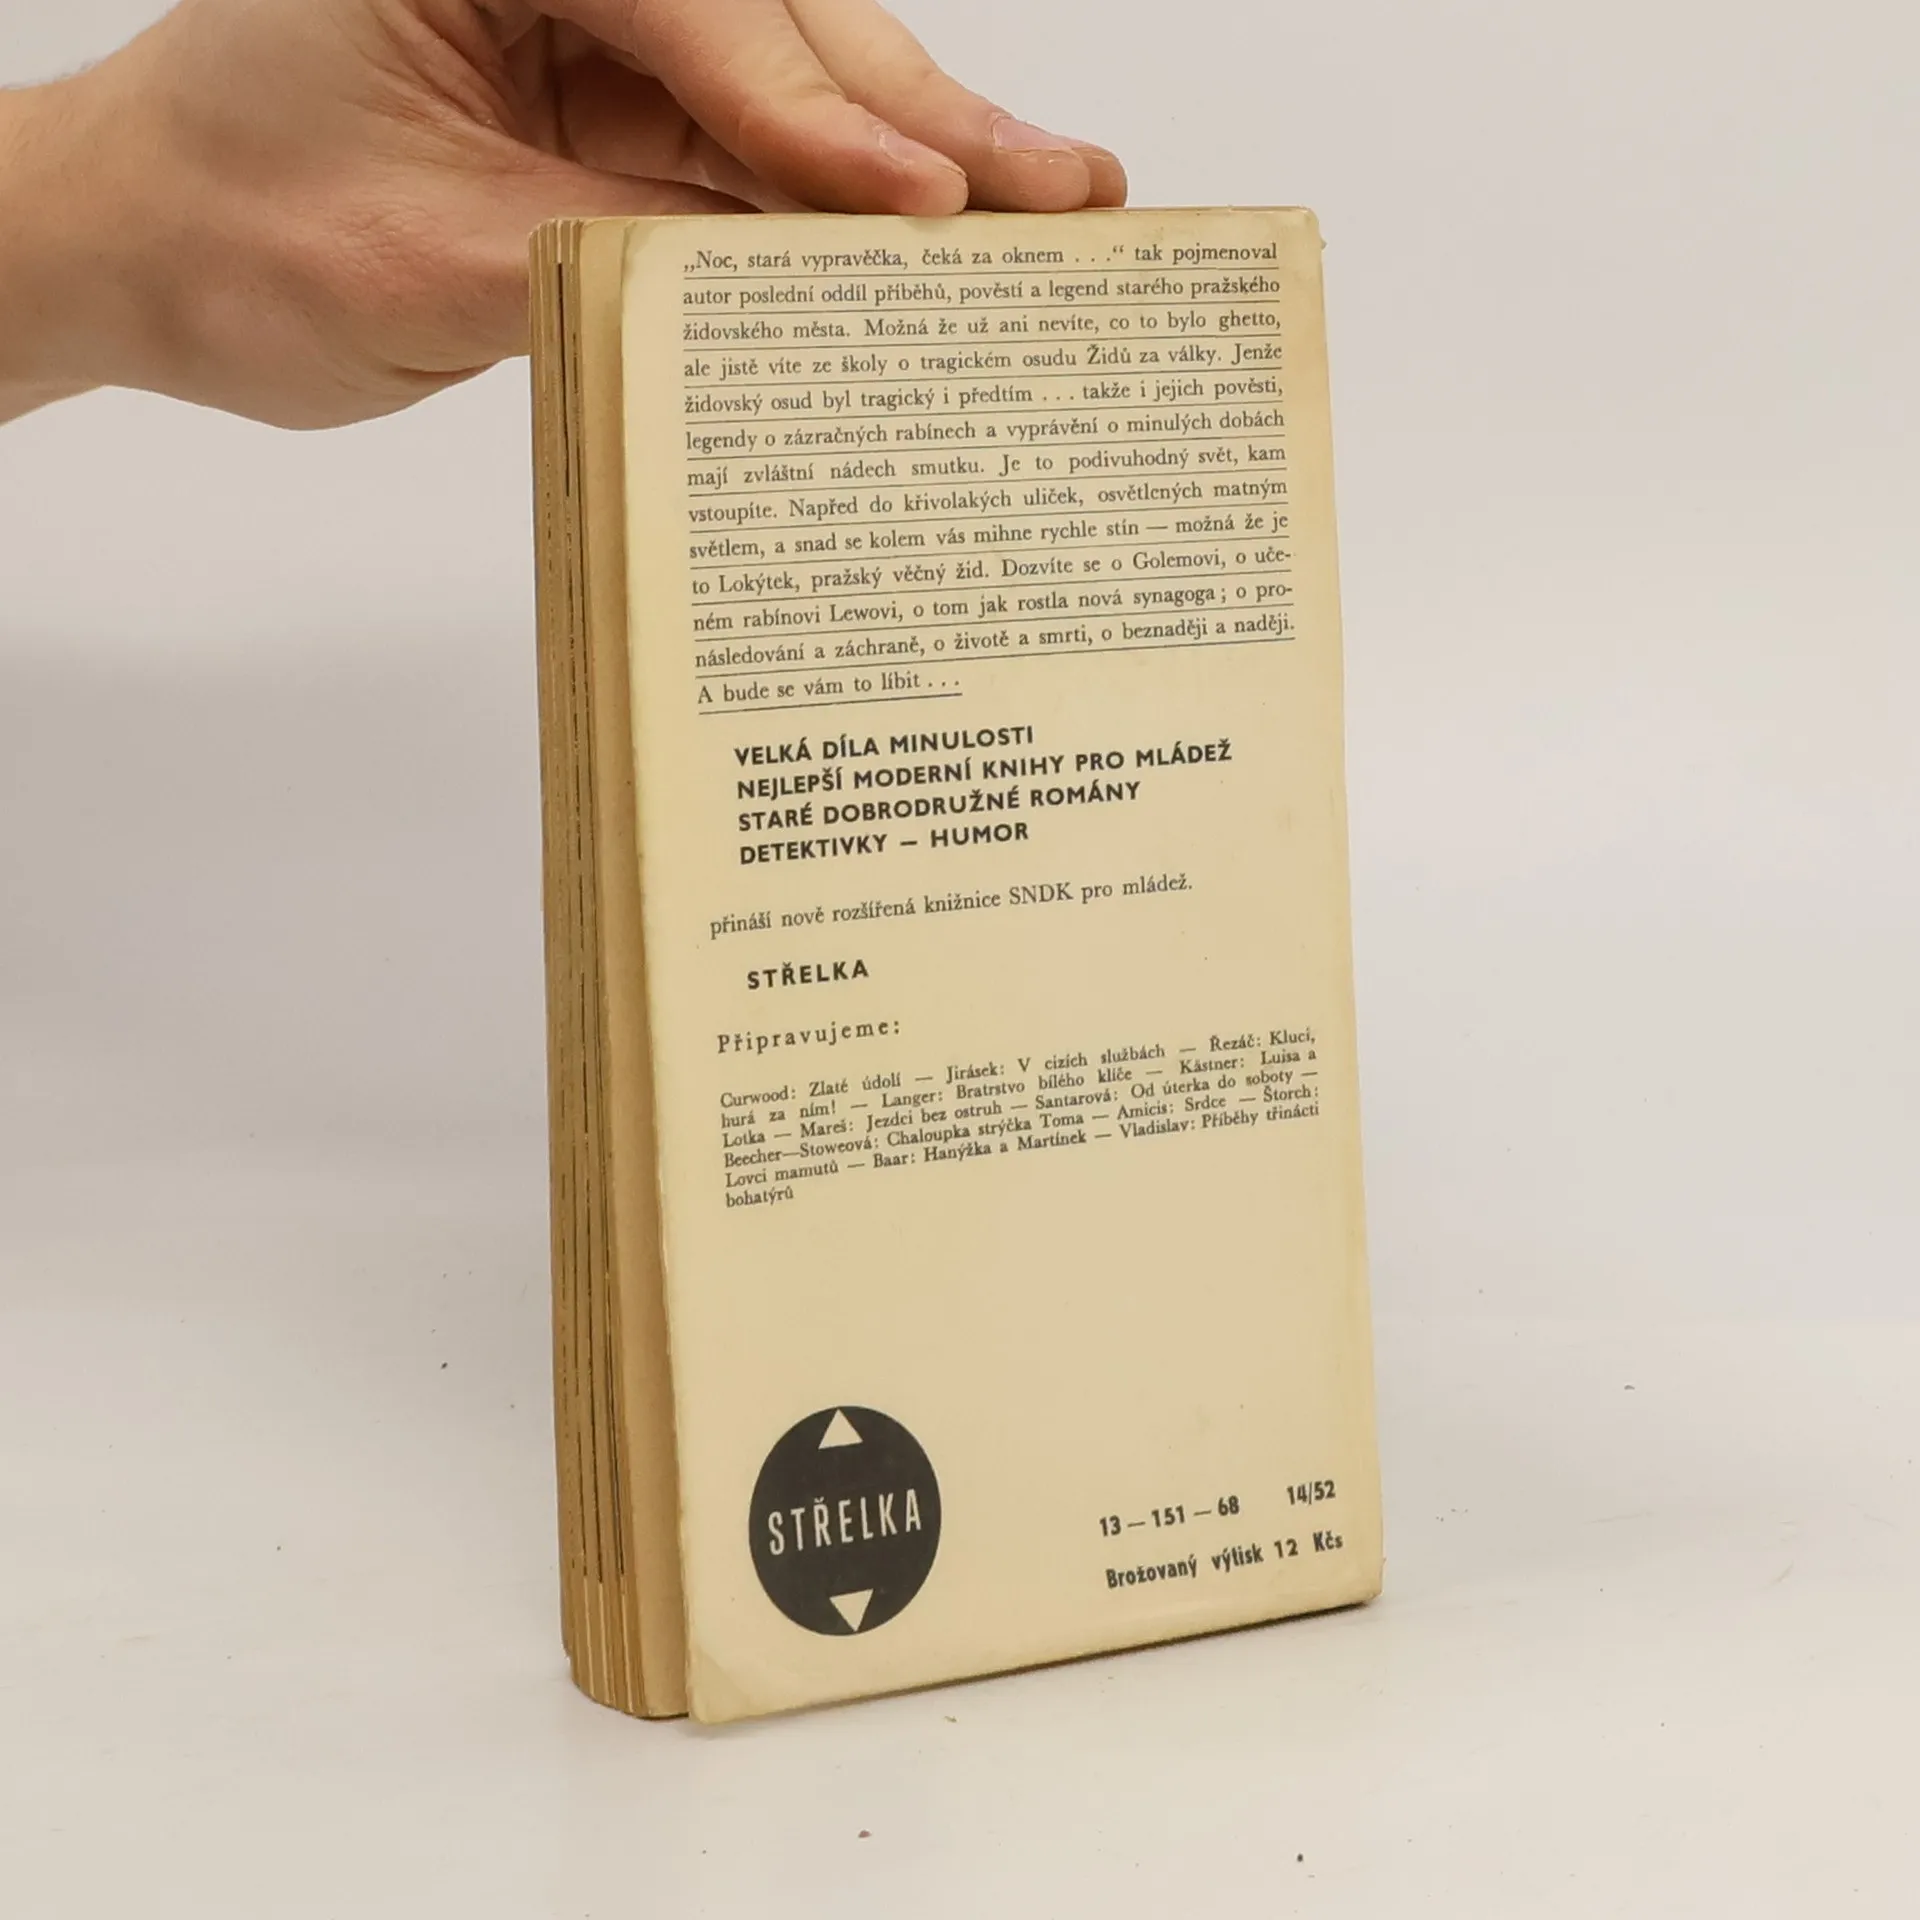 „Noc, stará vypravěčka, čeká za oknem . . .“ tak pojmenoval
autor poslední oddíl příběhů, pověstí a legend starého pražského
židovského města. Možná že už ani nevíte, co to bylo ghetto,
ale jistě víte ze školy o tragickém osudu Židů za války. Jenže
židovský osud byl tragický i předtím . . . takže i jejich pověsti,
legendy o zázračných rabínech a vyprávění o minulých dobách
mají zvláštní nádech smutku. Je to podivuhodný svět, kam
vstoupíte. Napřed do křivolakých uliček, osvětlených matným
světlem, a snad se kolem vás mihne rychle stín — možná že je
to Lokýtek, pražský věčný žid. Dozvíte se o Golemovi, o uče-
ném rabínovi Lewovi, o tom jak rostla nová synagoga; o pro-
následování a záchraně, o životě a smrti, o beznaději a naději.
A bude se vám to líbit . . .
VELKÁ DÍLA MINULOSTI
NEJLEPŠÍ MODERNÍ KNIHY PRO MLÁDEŽ
STARÉ DOBRODRUŽNÉ ROMÁNY
DETEKTIVKY — HUMOR
přináší nově rozšířená knižnice SNDK pro mládež.
STŘELKA
Připravujeme:
Curwood: Zlaté údolí — Jirásek: V cizích službách — Řezáč: Kluci,
hurá za ním! — Langer: Bratrstvo bílého klíče — Kästner: Luisa a
Lotka — Mareš: Jezdci bez ostruh — Santarová: Od úterka do soboty —
Beecher—Stoweová: Chaloupka strýčka Toma — Amicis: Srdce — Štorch:
Lovci mamutů — Baar: Hanýžka a Martínek — Vladislav: Příběhy třinácti
bohatýrů
STŘELKA
13 — 151 — 68 14/52
Brožovaný výtisk 12 Kčs